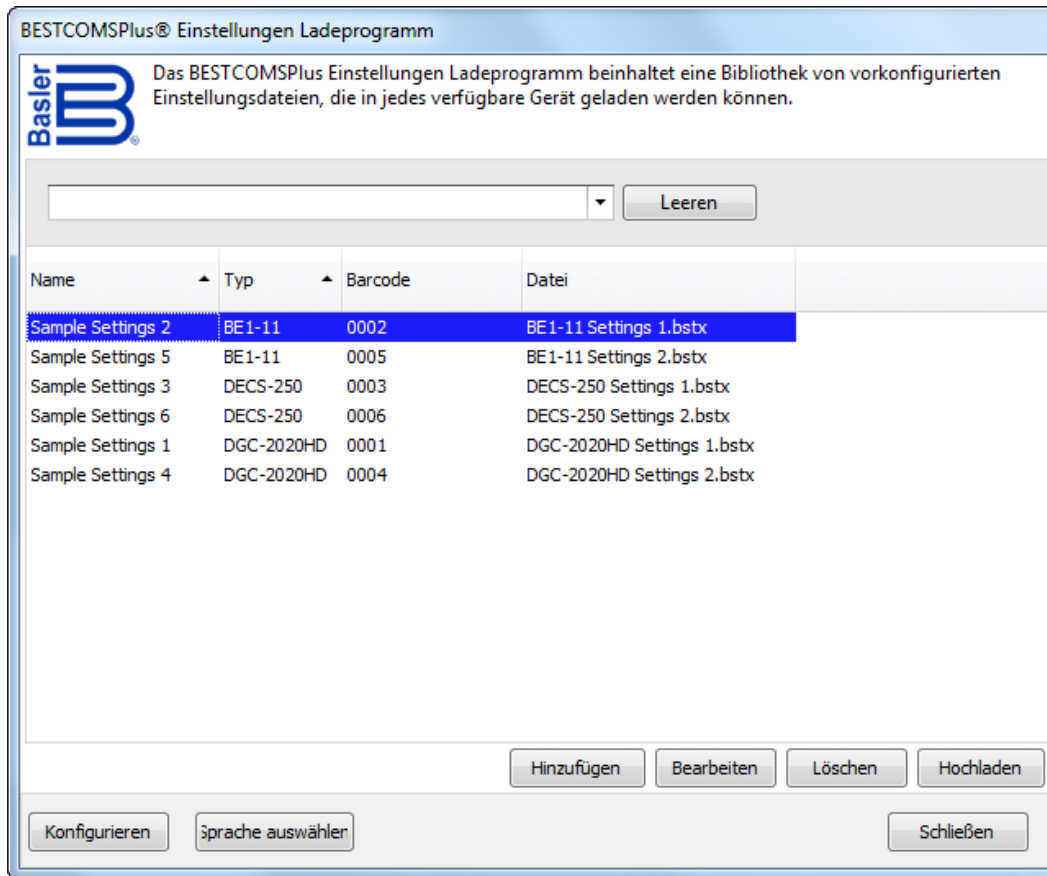 BESTCOMSPlus® Einstellungen Ladeprogramm
Basler
®
Das BESTCOMSPlus Einstellungen Ladeprogramm beinhaltet eine Bibliothek von vorkonfigurierten
Einstellungsdateien, die in jedes verfügbare Gerät geladen werden können.
Leeren
Name Typ Barcode Datei
Sample Settings 2 BE1-11 0002 BE1-11 Settings 1.bstx
Sample Settings 5 BE1-11 0005 BE1-11 Settings 2.bstx
Sample Settings 3 DECS-250 0003 DECS-250 Settings 1.bstx
Sample Settings 6 DECS-250 0006 DECS-250 Settings 2.bstx
Sample Settings 1 DGC-2020HD 0001 DGC-2020HD Settings 1.bstx
Sample Settings 4 DGC-2020HD 0004 DGC-2020HD Settings 2.bstx
Hinzufügen Bearbeiten Löschen Hochladen
Konfigurieren Sprache auswählen Schließen